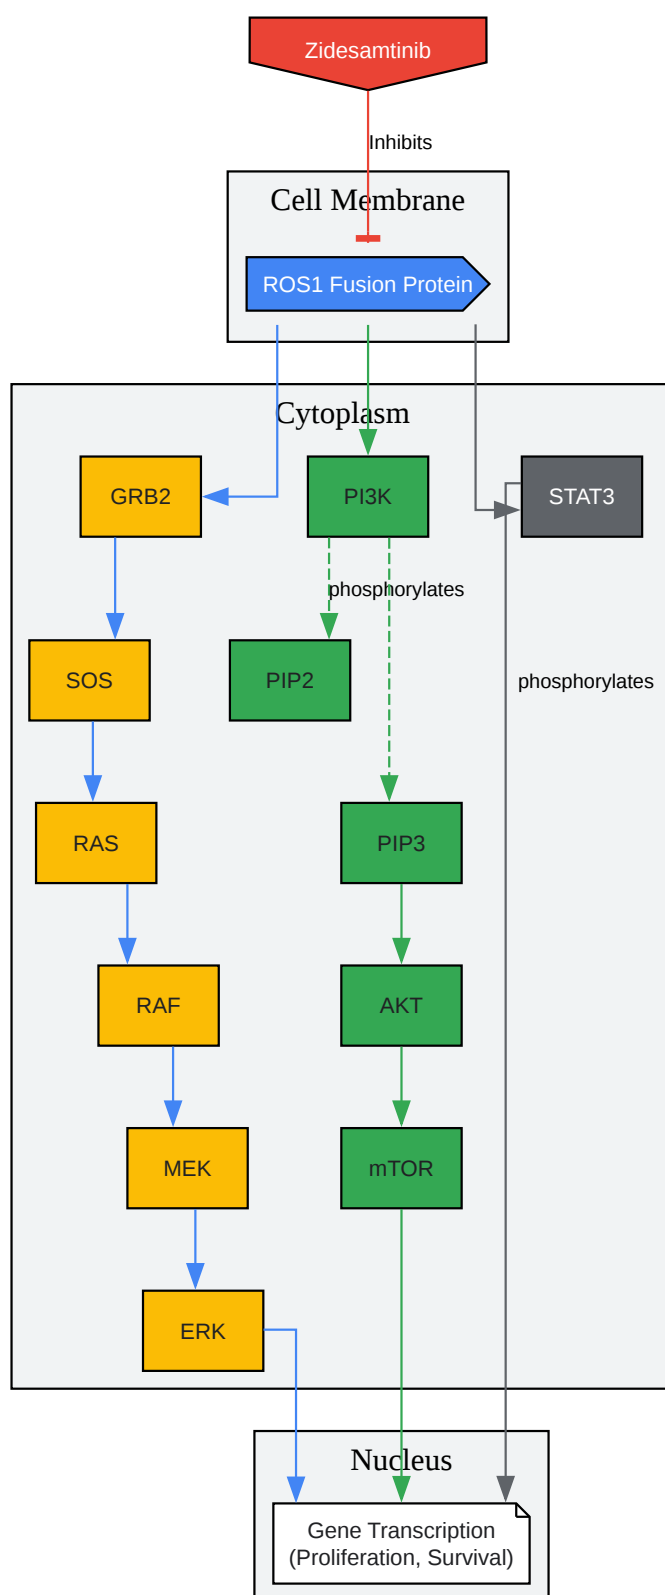 Zidesamtinib
Inhibits
Cell Membrane
ROS1 Fusion Protein
Cytoplasm
GRB2
PI3K
STAT3
phosphorylates
SOS
PIP2
phosphorylates
RAS
PIP3
RAF
AKT
MEK
mTOR
ERK
Nucleus
Gene Transcription
(Proliferation, Survival)